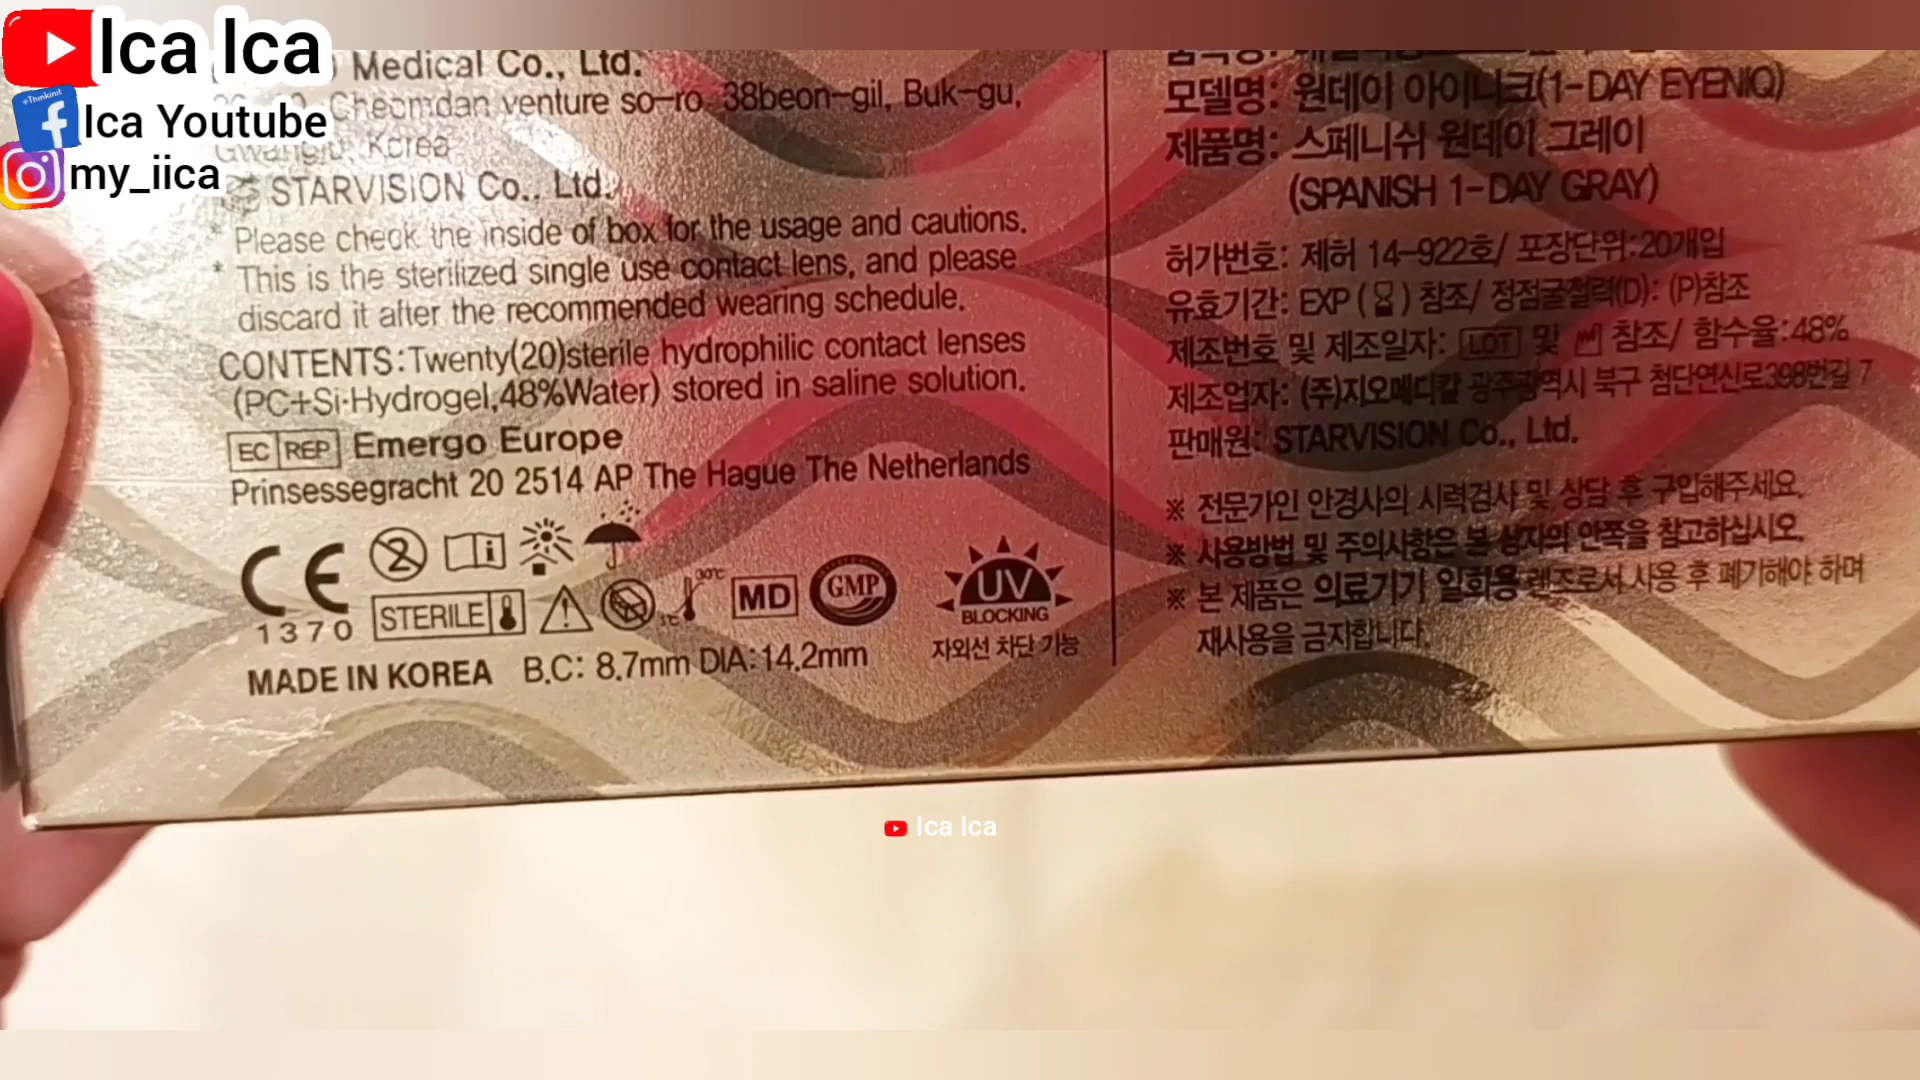 Ica Ica
Ica Youtube
my_iica
Medical Co., Ltd.
Cheomdan venture so-ro 38beon-gil, Buk-gu,
Gwangju, Korea
STARVISION Co., Ltd.
* Please check the inside of box for the usage and cautions.
* This is the sterilized single use contact lens, and please
discard it after the recommended wearing schedule.
CONTENTS:Twenty(20)sterile hydrophilic contact lenses
(PC+Si-Hydrogel,48%Water) stored in saline solution.
EC REP Emergo Europe
Prinsessegracht 20 2514 AP The Hague The Netherlands
CE
1370
2
i
STERILE
30℃
MD
GMP
UV
BLOCKING
자외선 차단 기능
MADE IN KOREA B.C: 8.7mm DIA:14.2mm
모델명: 원데이 아이니크(1-DAY EYENIQ)
제품명: 스페니쉬 원데이 그레이
(SPANISH 1-DAY GRAY)
허가번호: 제허 14-922호/ 포장단위:20개입
유효기간: EXP ( ) 참조/ 정점굴절력(D): (P)참조
제조번호 및 제조일자: LOT 및 참조/ 함수율:48%
제조업자: (주)지오메디칼 광주광역시 북구 첨단연신로398번길 7
판매원: STARVISION Co., Ltd.
※ 전문가인 안경사의 시력검사 및 상담 후 구입해주세요.
※ 사용방법 및 주의사항은 본 상자의 안쪽을 참고하십시오.
※ 본 제품은 의료기기 일회용 렌즈로서 사용 후 폐기해야 하며
재사용을 금지합니다.
Ica Ica